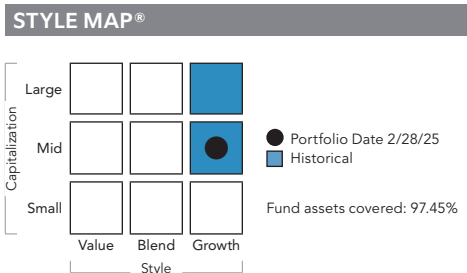 STYLE MAP®
Large
Mid
Small
Capitalization
Value Blend Growth
Style
Portfolio Date 2/28/25
Historical
Fund assets covered: 97.45%